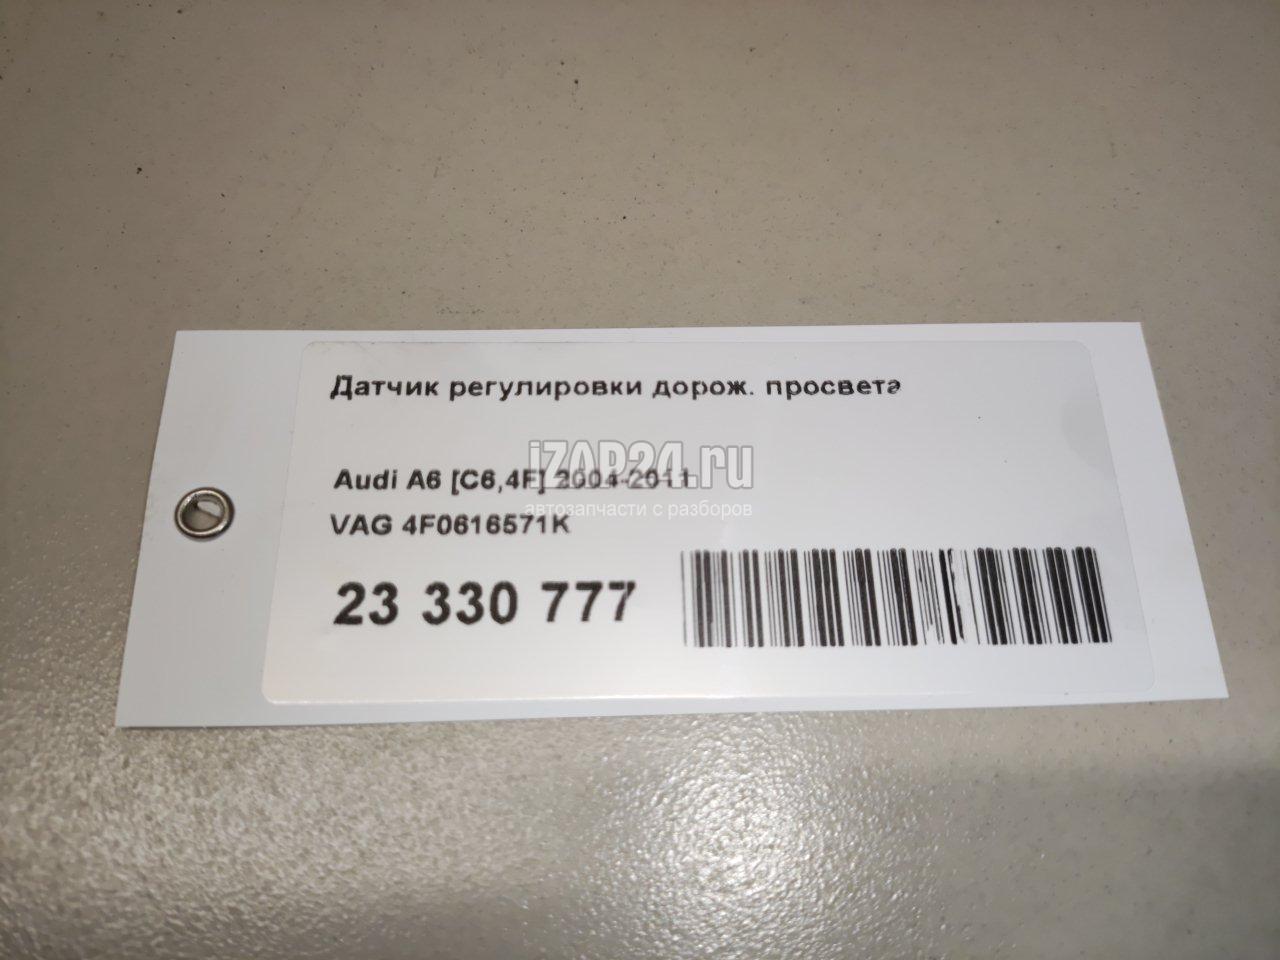 Датчик регулировки дорож. просвета
iZAP24.ru
Audi A6 [C6,4F] 2004-2011
автозапчасти с разборов
VAG 4F0616571K
23 330 777